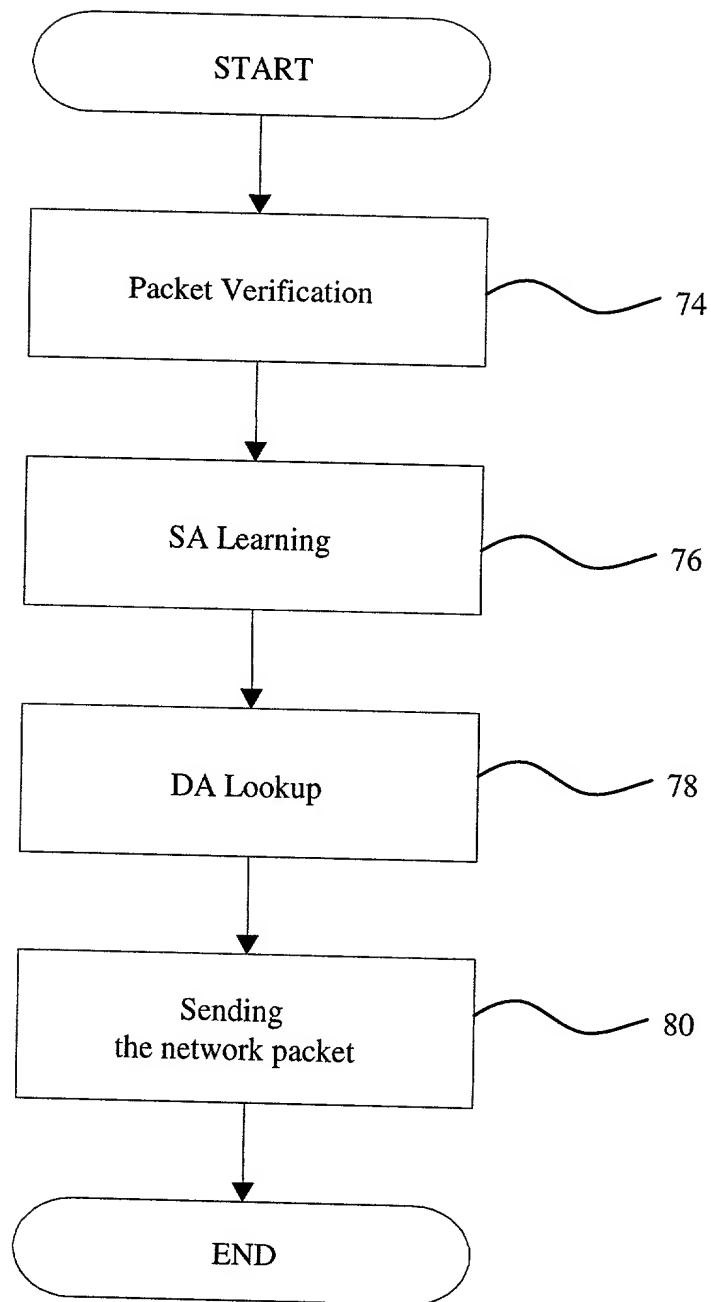 START
Packet Verification
74
SA Learning
76
DA Lookup
78
Sending
the network packet
80
END